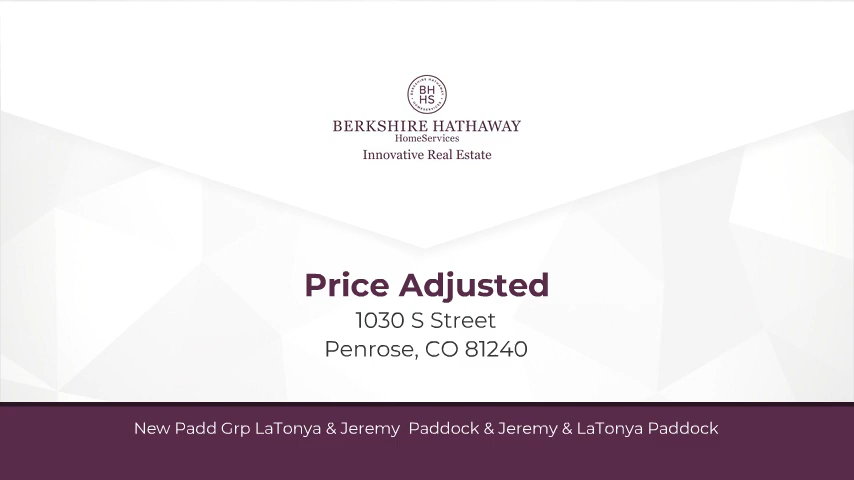 BH
HS
BERKSHIRE HATHAWAY
HomeServices
Innovative Real Estate
Price Adjusted
1030 S Street
Penrose, CO 81240
New Padd Grp LaTonya & Jeremy  Paddock & Jeremy & LaTonya Paddock